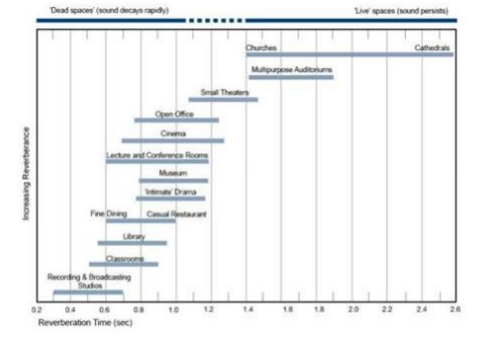 'Dead spaces' (sound decays rapidly)
'Live' spaces (sound persists)
Churches
Cathedrals
Multipurpose Auditoriums
Small Theaters
Open Office
Cinema
Lecture and Conference Rooms
Museum
'Intimate' Drama
Fine Dining
Casual Restaurant
Library
Classrooms
Recording & Broadcasting
Studios
Increasing Reverberance
0.2 0.4 0.6 0.8 1.0 1.2 1.4 1.6 1.8 2.0 2.2 2.4 2.6
Reverberation Time (sec)